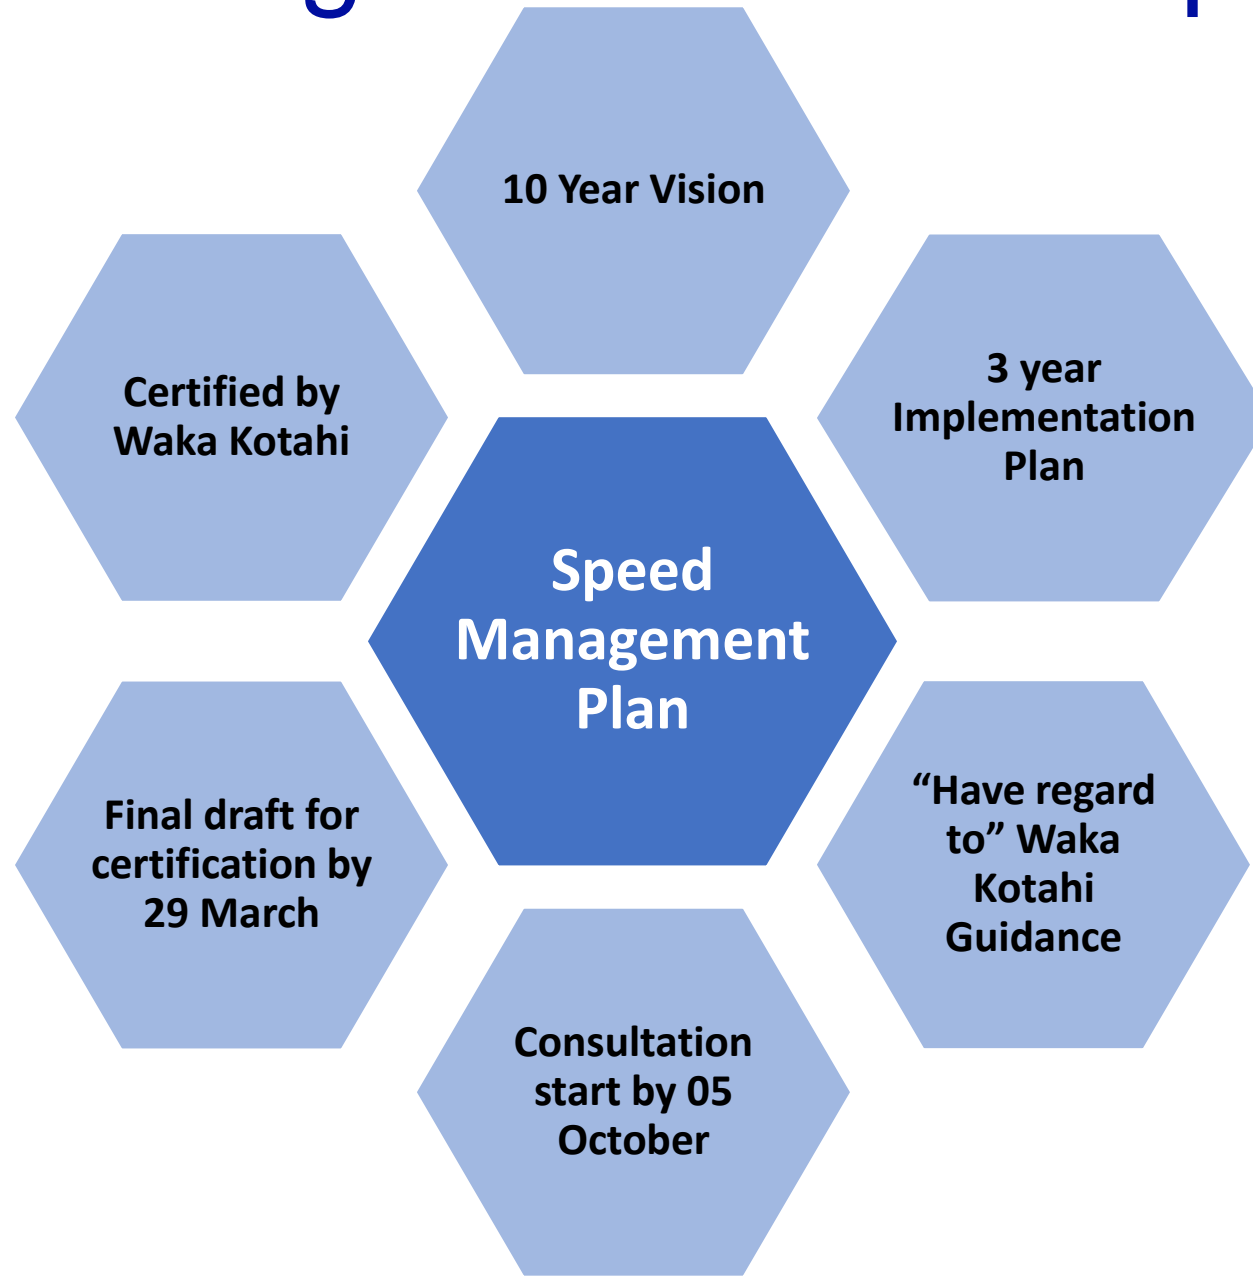 10 Year Vision
3 year
Implementation
Plan
Certified by
Waka Kotahi
Speed
Management
Plan
“Have regard
to” Waka
Kotahi
Guidance
Final draft for
certification by
29 March
Consultation
start by 05
October